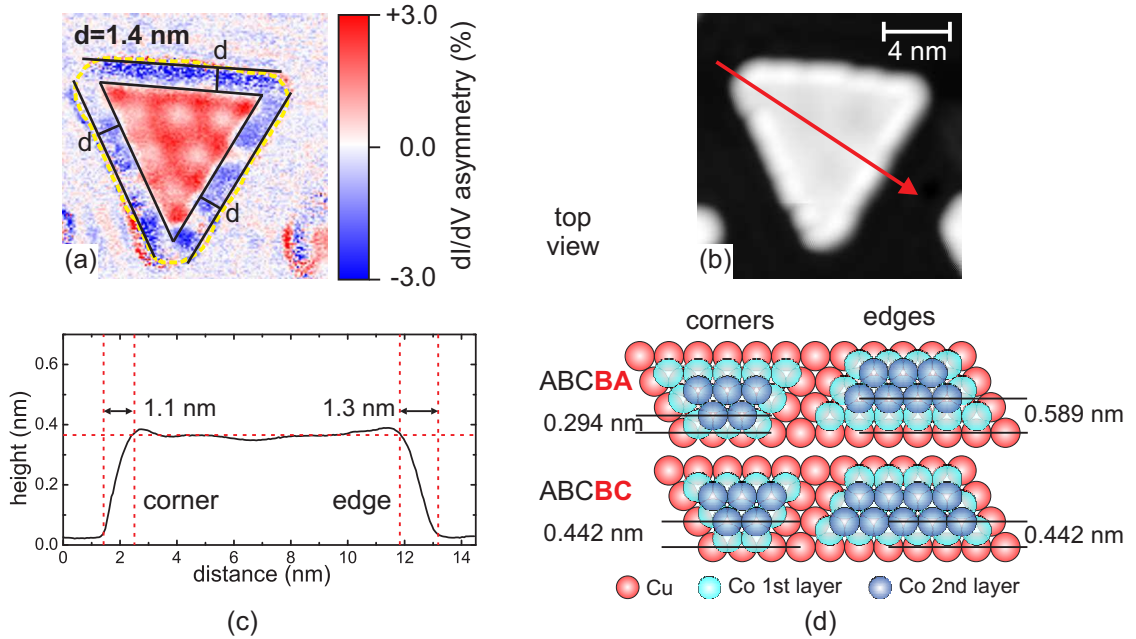 d=1.4 nm
d
d
d
(a)
+3.0
0.0
-3.0
dI/dV asymmetry (%)
4 nm
(b)
top
view
0.6
0.4
0.2
0.0
height (nm)
1.1 nm
1.3 nm
corner
edge
0
2
4
6
8
10
12
14
distance (nm)
(c)
corners
edges
ABCBA
0.294 nm
0.589 nm
ABCBC
0.442 nm
0.442 nm
Cu
Co 1st layer
Co 2nd layer
(d)